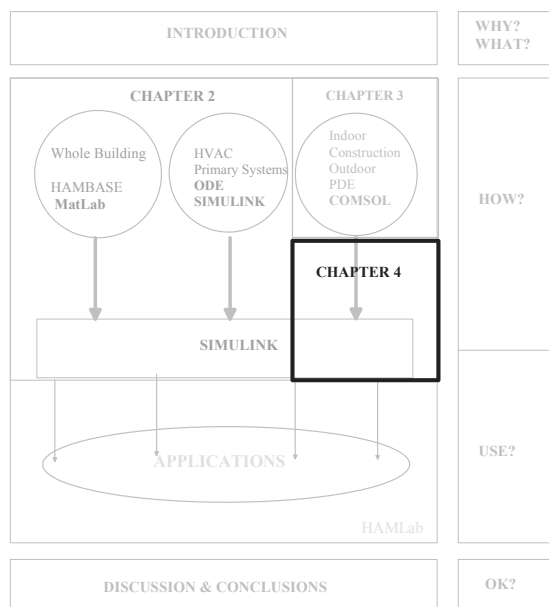 INTRODUCTION
WHY?
WHAT?
CHAPTER 2
CHAPTER 3
Whole Building
HAMBASE
MatLab
HVAC
Primary Systems
ODE
SIMULINK
Indoor
Construction
Outdoor
PDE
COMSOL
HOW?
CHAPTER 4
SIMULINK
APPLICATIONS
USE?
HAMLab
DISCUSSION & CONCLUSIONS
OK?